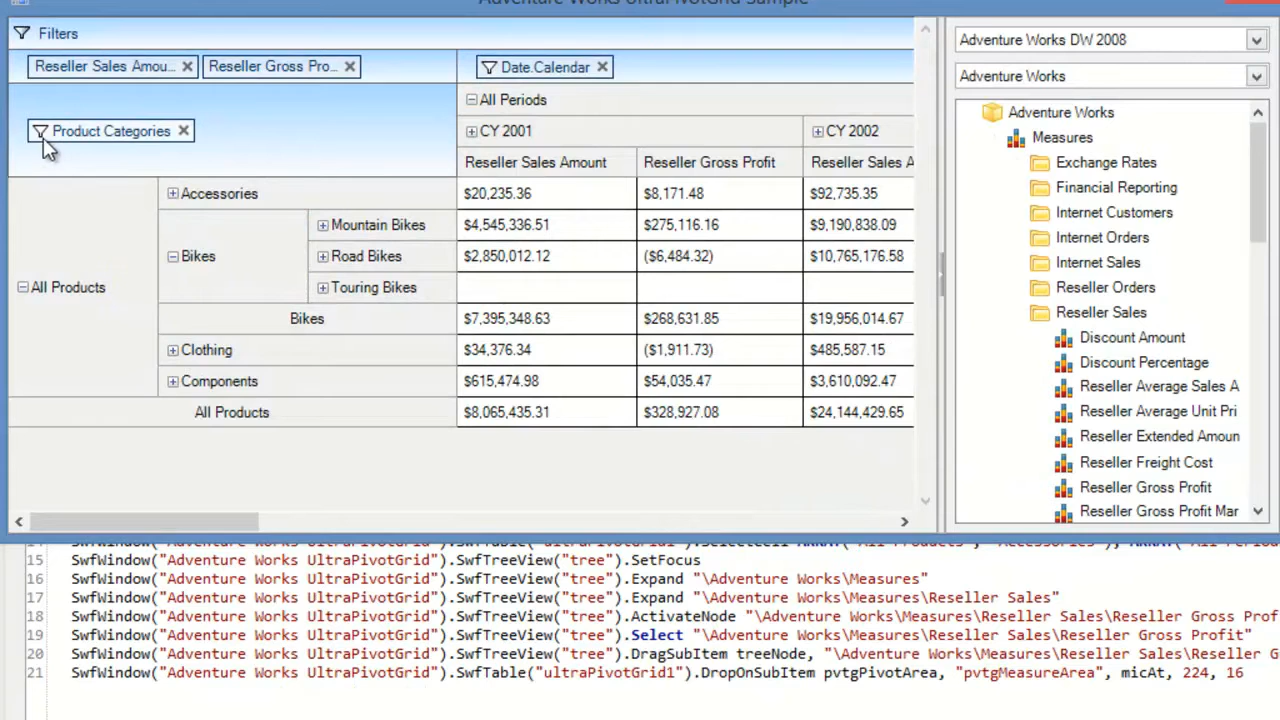 Adventure Works UltraPivotGrid Sample
Filters
Reseller Sales Amou... Reseller Gross Pro...
Date.Calendar
Product Categories
All Periods
CY 2001 CY 2002
Reseller Sales Amount Reseller Gross Profit Reseller Sales A
All Products
Accessories $20,235.36 $8,171.48 $92,735.35
Bikes
Mountain Bikes $4,545,336.51 $275,116.16 $9,190,838.09
Road Bikes $2,850,012.12 ($6,484.32) $10,765,176.58
Touring Bikes
Bikes $7,395,348.63 $268,631.85 $19,956,014.67
Clothing $34,376.34 ($1,911.73) $485,587.15
Components $615,474.98 $54,035.47 $3,610,092.47
All Products $8,065,435.31 $328,927.08 $24,144,429.65
Adventure Works DW 2008
Adventure Works
Adventure Works
Measures
Exchange Rates
Financial Reporting
Internet Customers
Internet Orders
Internet Sales
Reseller Orders
Reseller Sales
Discount Amount
Discount Percentage
Reseller Average Sales A
Reseller Average Unit Pri
Reseller Extended Amoun
Reseller Freight Cost
Reseller Gross Profit
Reseller Gross Profit Mar
15 SwfWindow("Adventure Works UltraPivotGrid").SwfTreeView("tree").SetFocus
16 SwfWindow("Adventure Works UltraPivotGrid").SwfTreeView("tree").Expand "\Adventure Works\Measures"
17 SwfWindow("Adventure Works UltraPivotGrid").SwfTreeView("tree").Expand "\Adventure Works\Measures\Reseller Sales"
18 SwfWindow("Adventure Works UltraPivotGrid").SwfTreeView("tree").ActivateNode "\Adventure Works\Measures\Reseller Sales\Reseller Gross Prof
19 SwfWindow("Adventure Works UltraPivotGrid").SwfTreeView("tree").Select "\Adventure Works\Measures\Reseller Sales\Reseller Gross Profit"
20 SwfWindow("Adventure Works UltraPivotGrid").SwfTreeView("tree").DragSubItem treeNode, "\Adventure Works\Measures\Reseller Sales\Reseller G
21 SwfWindow("Adventure Works UltraPivotGrid").SwfTable("ultraPivotGrid1").DropOnSubItem pvtgPivotArea, "pvtgMeasureArea", micAt, 224, 16